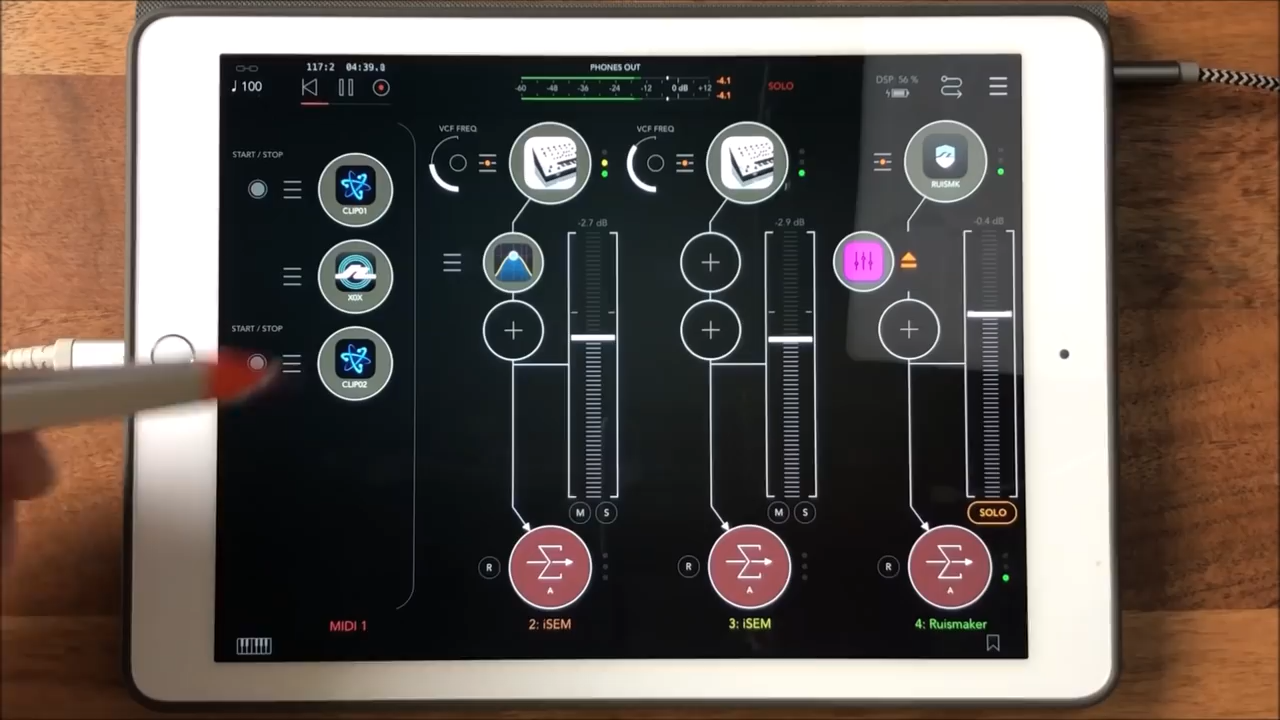 117:2 04:39.8
♩100
PHONES OUT
-60 -48 -36 -24 -12 0 dB +12
-4.1
-4.1
SOLO
DSP: 56 %
START / STOP
CLIP01
X0X
START / STOP
CLIP02
MIDI 1
VCF FREQ
-2.7 dB
M S
R
A
2: iSEM
VCF FREQ
-2.9 dB
M S
R
A
3: iSEM
RUISMK
-0.4 dB
SOLO
R
A
4: Ruismaker